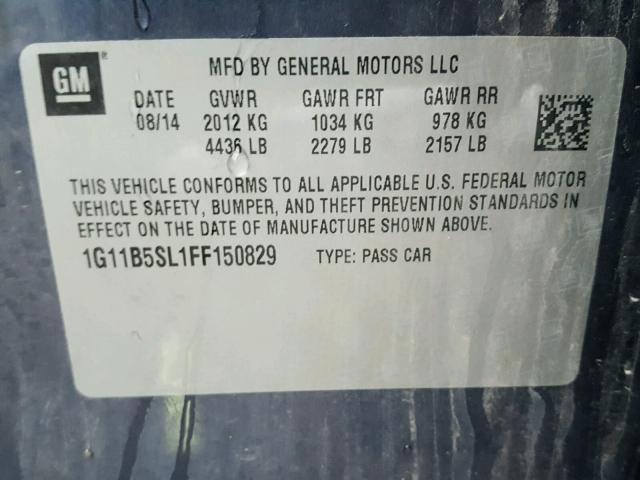 GM
MFD BY GENERAL MOTORS LLC
DATE GVWR GAWR FRT GAWR RR
08/14 2012 KG 1034 KG 978 KG
4436 LB 2279 LB 2157 LB
THIS VEHICLE CONFORMS TO ALL APPLICABLE U.S. FEDERAL MOTOR
VEHICLE SAFETY, BUMPER, AND THEFT PREVENTION STANDARDS
IN EFFECT ON THE DATE OF MANUFACTURE SHOWN ABOVE.
1G11B5SL1FF150829 TYPE: PASS CAR